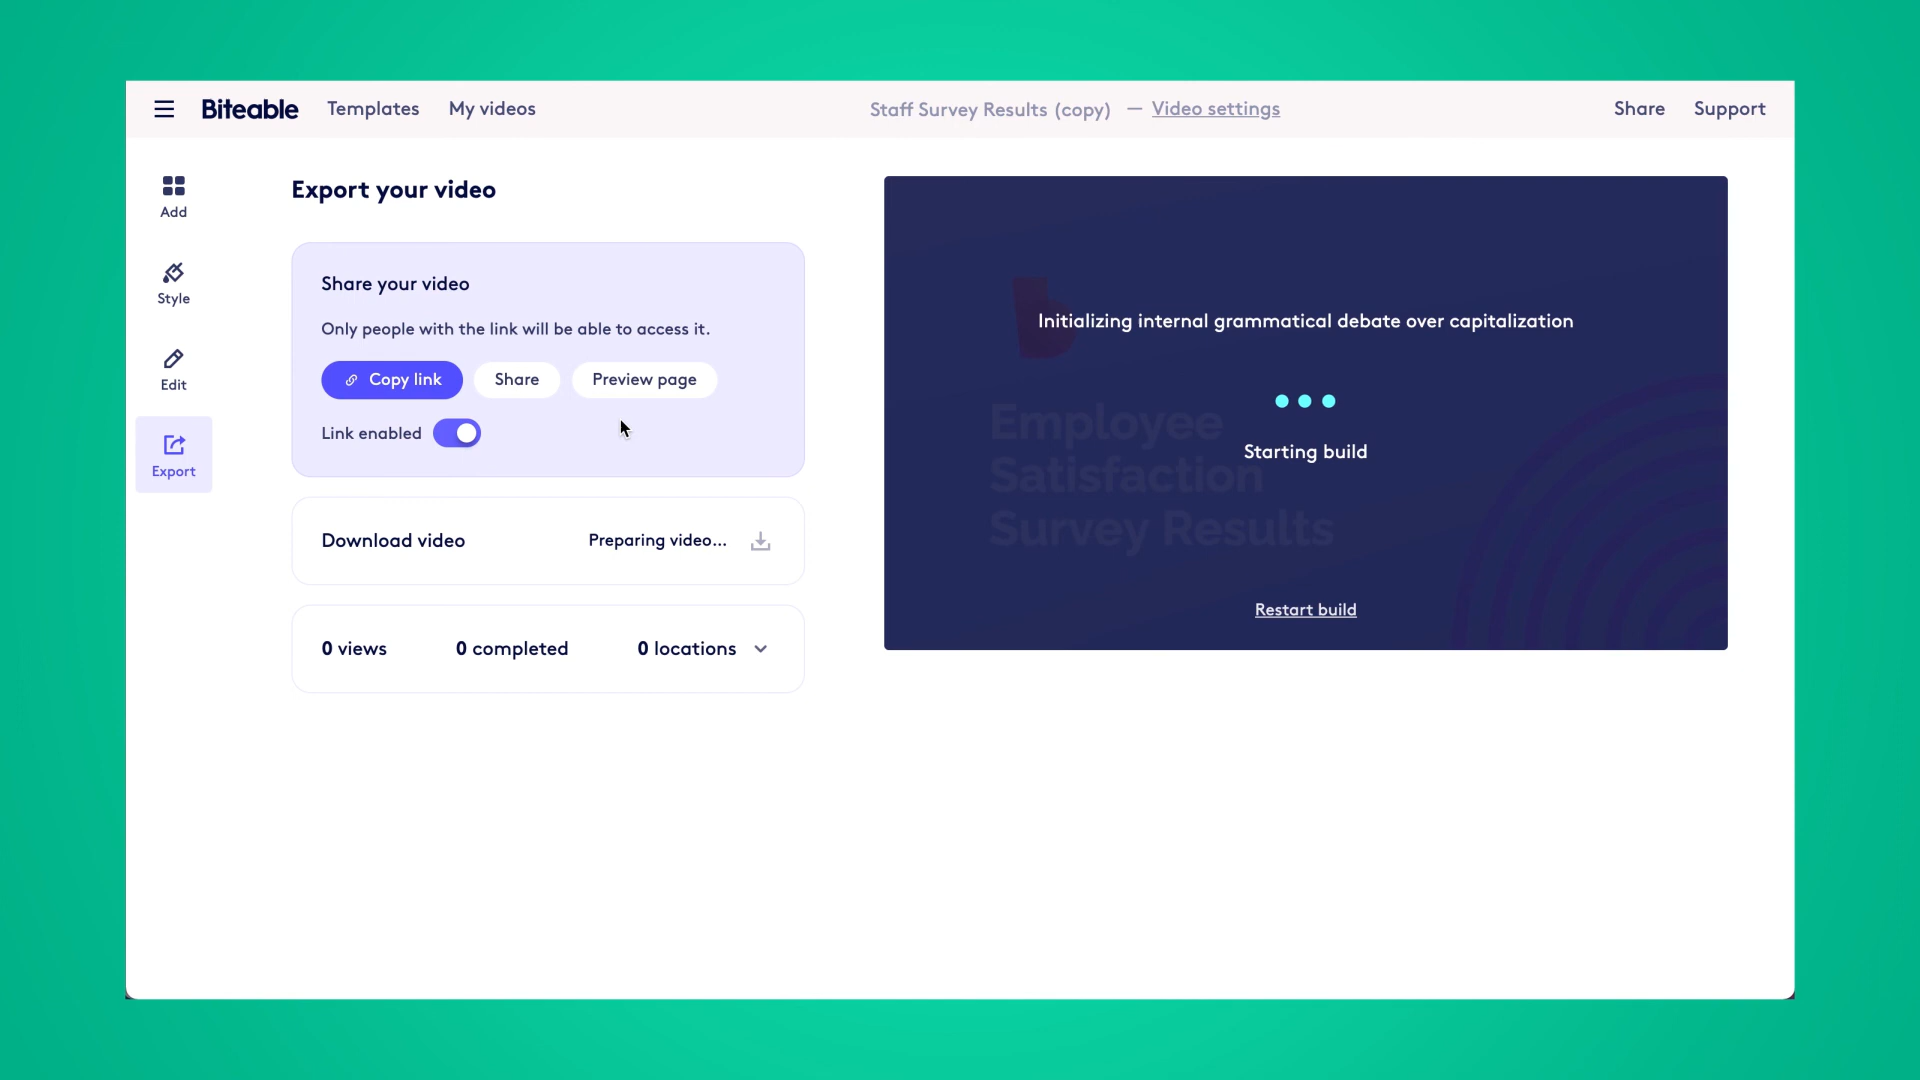 Biteable Templates My videos Staff Survey Results (copy) — Video settings Share Support
Add
Style
Edit
Export
Export your video
Share your video
Only people with the link will be able to access it.
Copy link Share Preview page
Link enabled
Download video Preparing video...
0 views 0 completed 0 locations
Initializing internal grammatical debate over capitalization
Starting build
Employee
Satisfaction
Survey Results
Restart build